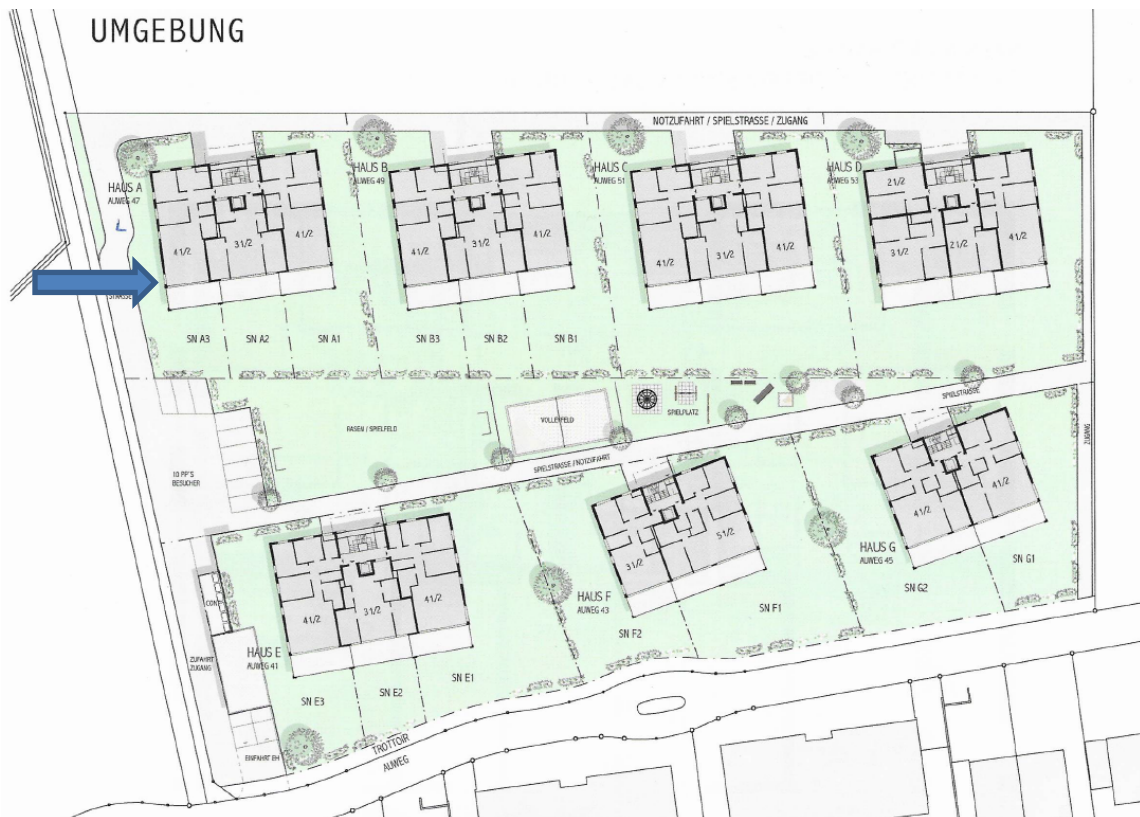 UMGEBUNG
NOTZUFAHRT / SPIELSTRASSE / ZUGANG
HAUS A
AUWEG 47
HAUS B
AUWEG 49
HAUS C
AUWEG 51
HAUS D
AUWEG 53
4 1/2
3 1/2
4 1/2
4 1/2
3 1/2
4 1/2
4 1/2
3 1/2
4 1/2
2 1/2
3 1/2
2 1/2
4 1/2
STRASSE
SN A3
SN A2
SN A1
SN B3
SN B2
SN B1
RASEN / SPIELFELD
VOLLEYFELD
SPIELPLATZ
SPIELSTRASSE
ZUGANG
10 PP'S
BESUCHER
SPIELSTRASSE / NOTZUFAHRT
4 1/2
3 1/2
4 1/2
3 1/2
5 1/2
4 1/2
4 1/2
HAUS G
AUWEG 45
SN G2
SN G1
HAUS F
AUWEG 43
SN F2
SN F1
CONT.
ZUFAHRT
ZUGANG
HAUS E
AUWEG 41
SN E3
SN E2
SN E1
EINFAHRT EH
TROTTOIR
AUWEG